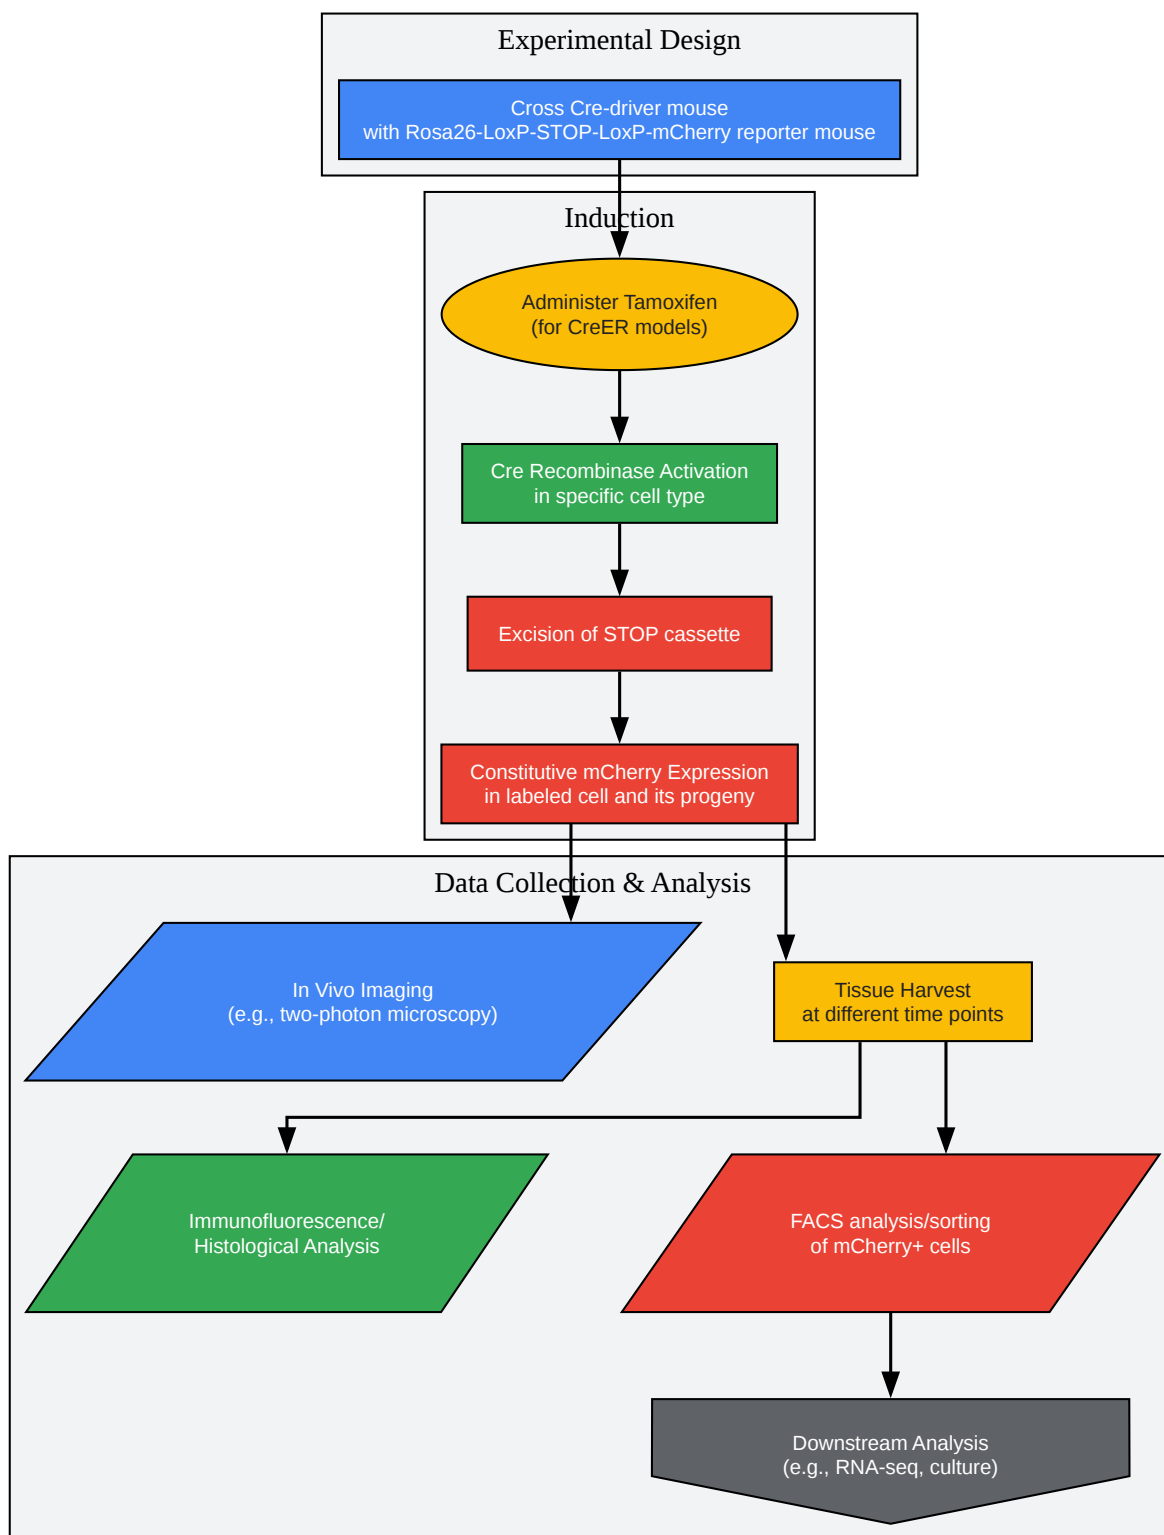 Experimental Design
Cross Cre-driver mouse
with Rosa26-LoxP-STOP-LoxP-mCherry reporter mouse
Induction
Administer Tamoxifen
(for CreER models)
Cre Recombinase Activation
in specific cell type
Excision of STOP cassette
Constitutive mCherry Expression
in labeled cell and its progeny
Data Collection & Analysis
In Vivo Imaging
(e.g., two-photon microscopy)
Tissue Harvest
at different time points
Immunofluorescence/
Histological Analysis
FACS analysis/sorting
of mCherry+ cells
Downstream Analysis
(e.g., RNA-seq, culture)